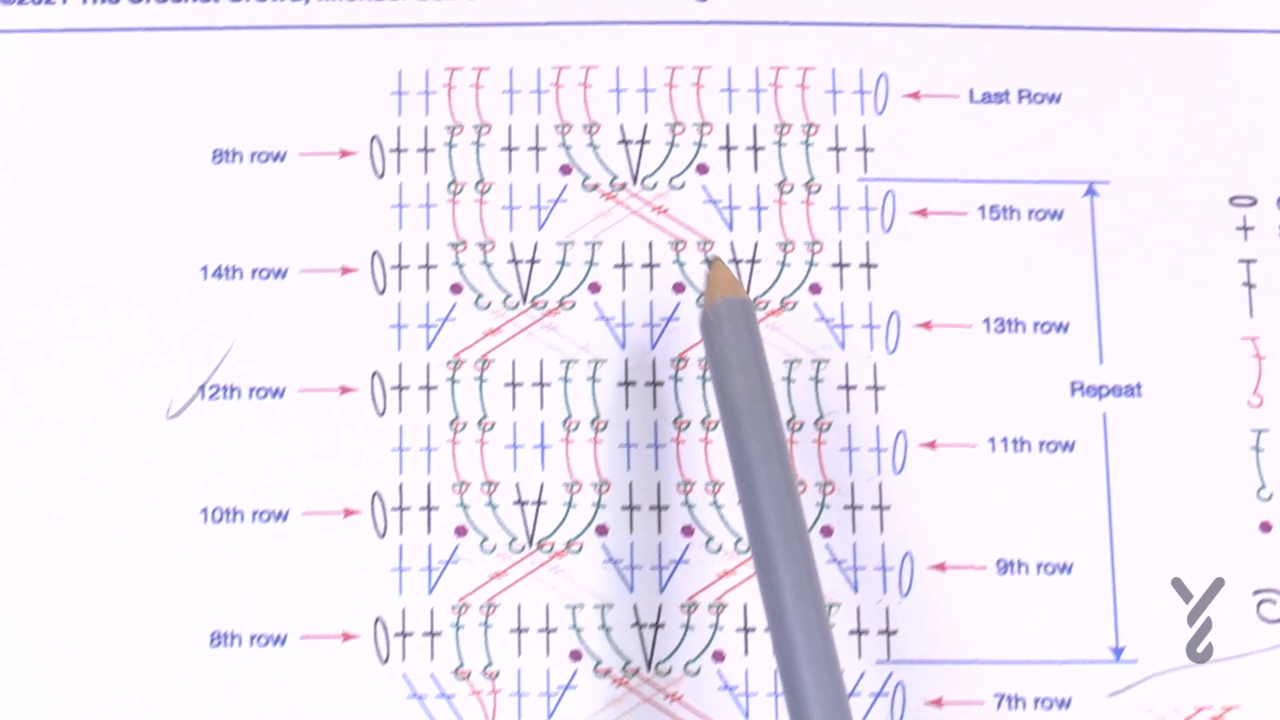 Last Row
8th row
15th row
14th row
13th row
12th row
Repeat
11th row
10th row
9th row
8th row
7th row